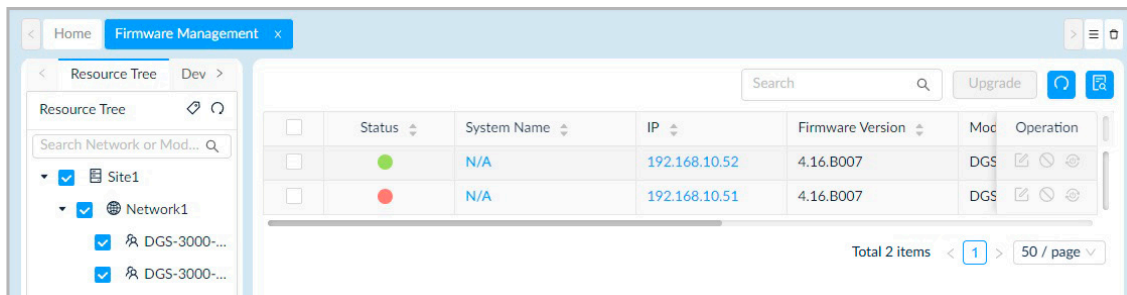 Home Firmware Management x
Resource Tree Dev
Resource Tree
Search Network or Mod...
Site1
Network1
DGS-3000-...
DGS-3000-...
Search Upgrade
Status System Name IP Firmware Version Mod Operation
N/A 192.168.10.52 4.16.B007 DGS
N/A 192.168.10.51 4.16.B007 DGS
Total 2 items < 1 > 50 / page